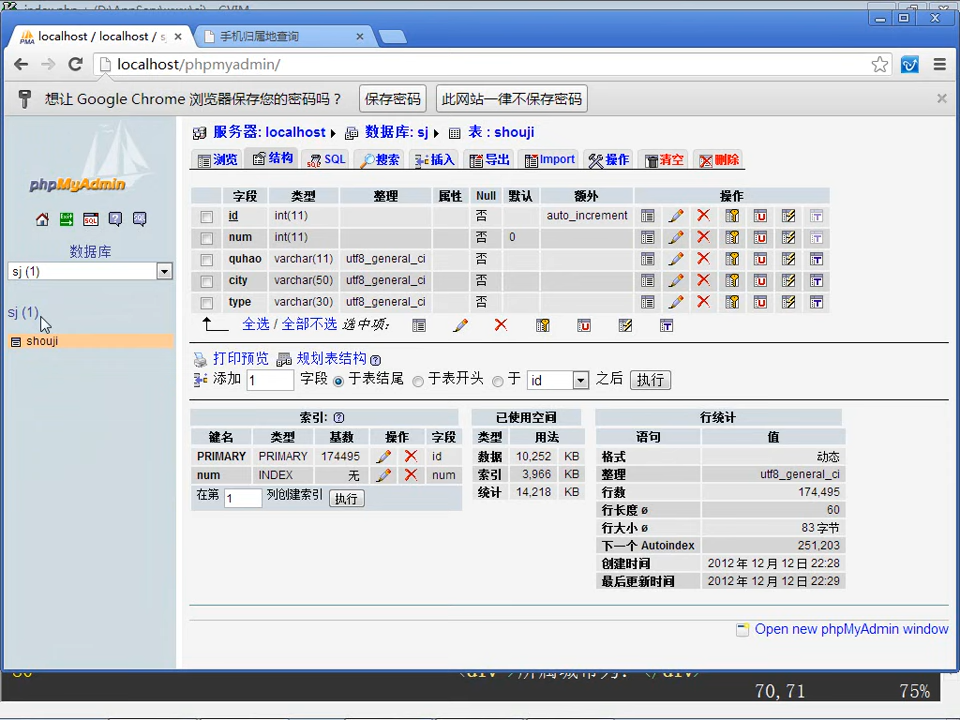 localhost / localhost / s
手机归属地查询
localhost/phpmyadmin/
想让 Google Chrome 浏览器保存您的密码吗？ 保存密码 此网站一律不保存密码
phpMyAdmin
数据库
sj (1)
sj (1)
shouji
服务器: localhost 数据库: sj 表 : shouji
浏览 结构 SQL 搜索 插入 导出 Import 操作 清空 删除
字段 类型 整理 属性 Null 默认 额外 操作
id int(11) 否 auto_increment
num int(11) 否 0
quhao varchar(11) utf8_general_ci 否
city varchar(50) utf8_general_ci 否
type varchar(30) utf8_general_ci 否
全选 / 全部不选 选中项:
打印预览 规划表结构
添加 1 字段 于表结尾 于表开头 于 id 之后 执行
索引:
键名 类型 基数 操作 字段
PRIMARY PRIMARY 174495 id
num INDEX 无 num
在第 1 列创建索引 执行
已使用空间
类型 用法
数据 10,252 KB
索引 3,966 KB
统计 14,218 KB
行统计
语句 值
格式 动态
整理 utf8_general_ci
行数 174,495
行长度 ø 60
行大小 ø 83 字节
下一个 Autoindex 251,203
创建时间 2012 年 12 月 12 日 22:28
最后更新时间 2012 年 12 月 12 日 22:29
Open new phpMyAdmin window
70,71 75%